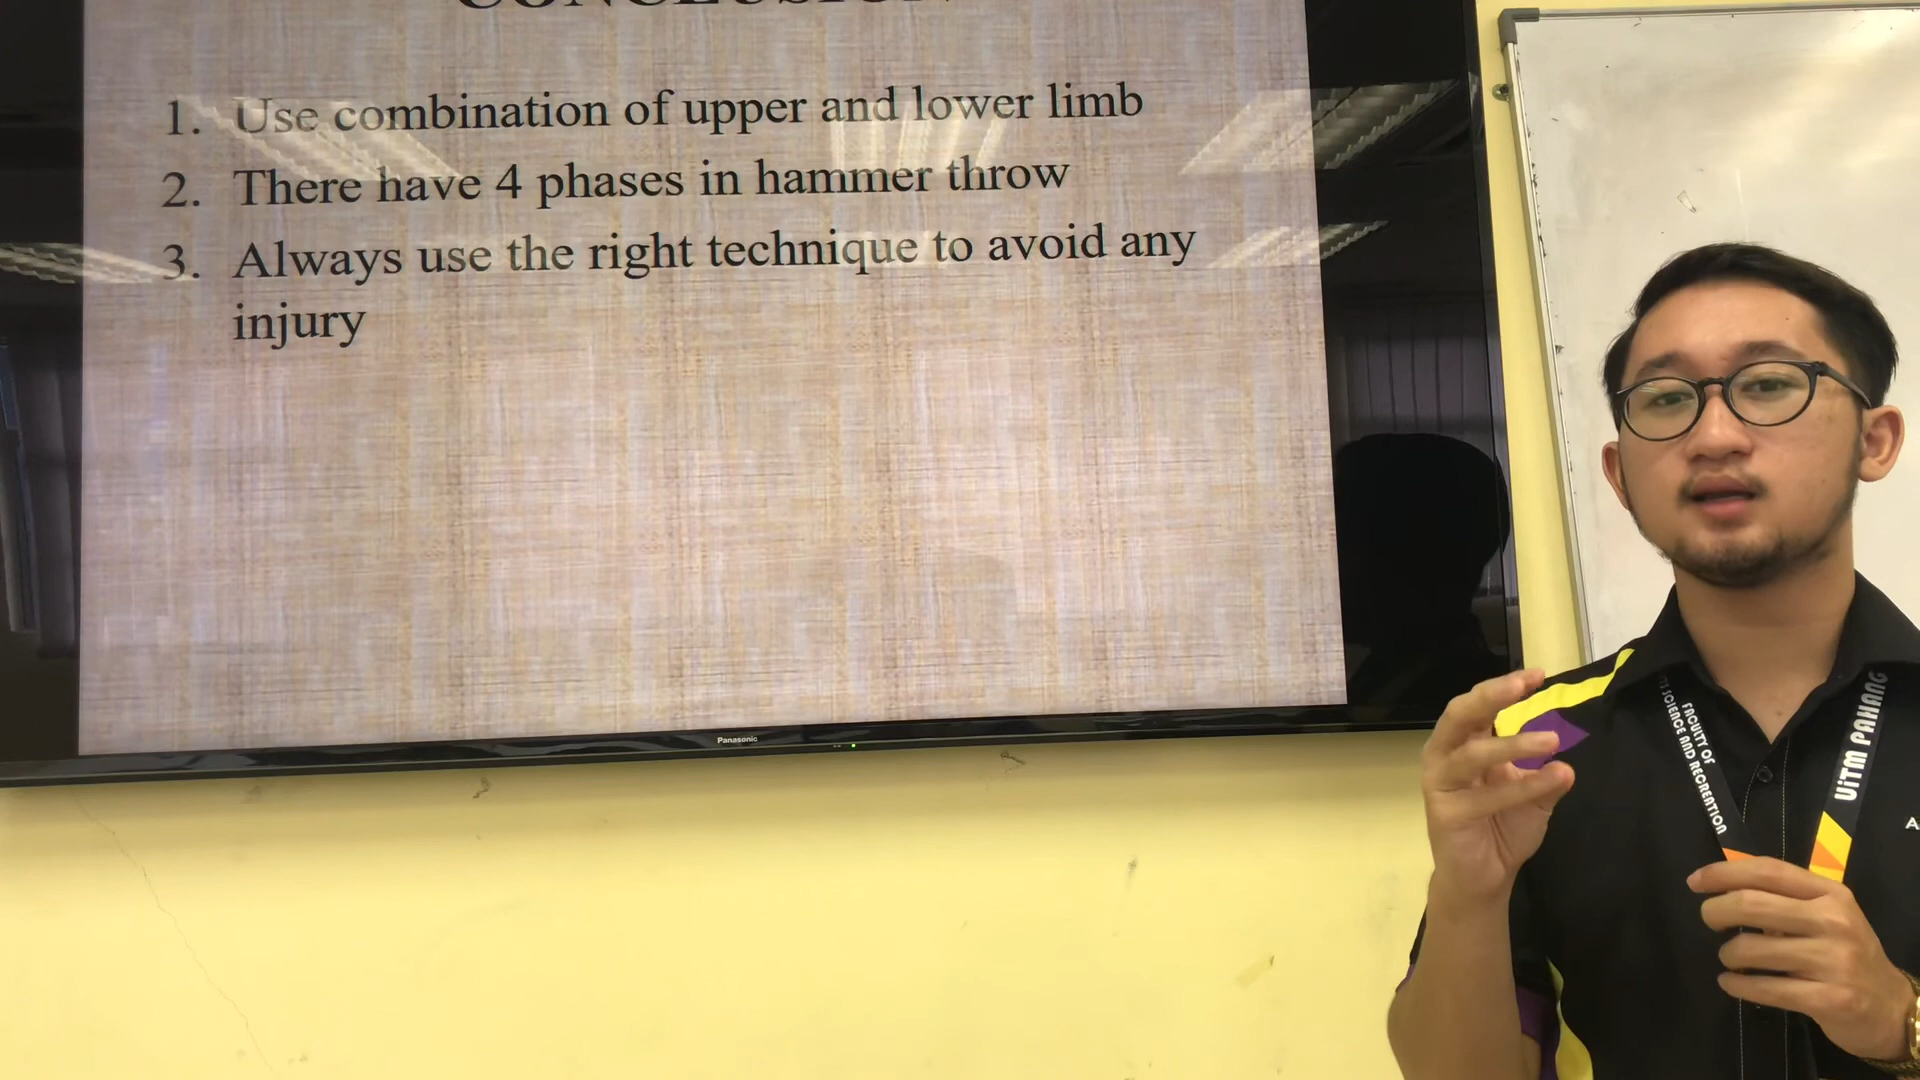 CONCLUSION
1. Use combination of upper and lower limb
2. There have 4 phases in hammer throw
3. Always use the right technique to avoid any
injury
Panasonic
FACULTY OF
SCIENCE AND RECREATION
UiTM PAHANG
A